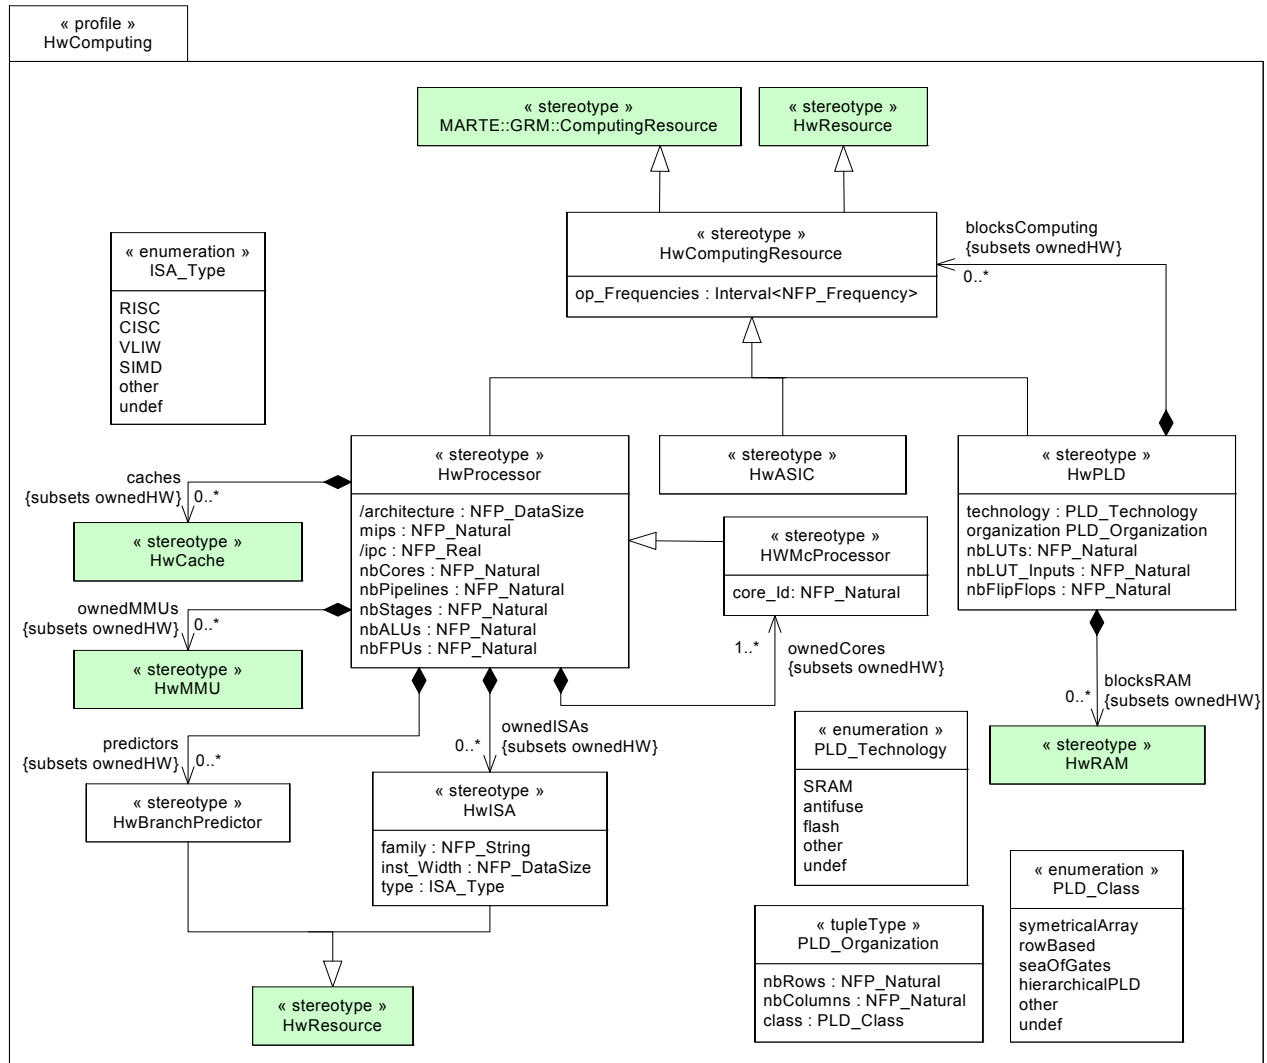 « profile »
HwComputing
« stereotype »
MARTE::GRM::ComputingResource
« stereotype »
HwResource
« stereotype »
HwComputingResource
op_Frequencies : Interval<NFP_Frequency>
blocksComputing
{subsets ownedHW}
0..*
« enumeration »
ISA_Type
RISC
CISC
VLIW
SIMD
other
undef
« stereotype »
HwProcessor
/architecture : NFP_DataSize
mips : NFP_Natural
/ipc : NFP_Real
nbCores : NFP_Natural
nbPipelines : NFP_Natural
nbStages : NFP_Natural
nbALUs : NFP_Natural
nbFPUs : NFP_Natural
« stereotype »
HwASIC
« stereotype »
HwPLD
technology : PLD_Technology
organization PLD_Organization
nbLUTs: NFP_Natural
nbLUT_Inputs : NFP_Natural
nbFlipFlops : NFP_Natural
caches
{subsets ownedHW}
0..*
« stereotype »
HwCache
« stereotype »
HWMcProcessor
core_Id: NFP_Natural
ownedMMUs
{subsets ownedHW}
0..*
« stereotype »
HwMMU
1..*
ownedCores
{subsets ownedHW}
blocksRAM
0..*
{subsets ownedHW}
« stereotype »
HwRAM
predictors
{subsets ownedHW}
0..*
« stereotype »
HwBranchPredictor
ownedISAs
0..*
{subsets ownedHW}
« stereotype »
HwISA
family : NFP_String
inst_Width : NFP_DataSize
type : ISA_Type
« enumeration »
PLD_Technology
SRAM
antifuse
flash
other
undef
« enumeration »
PLD_Class
symetricalArray
rowBased
seaOfGates
hierarchicalPLD
other
undef
« tupleType »
PLD_Organization
nbRows : NFP_Natural
nbColumns : NFP_Natural
class : PLD_Class
« stereotype »
HwResource